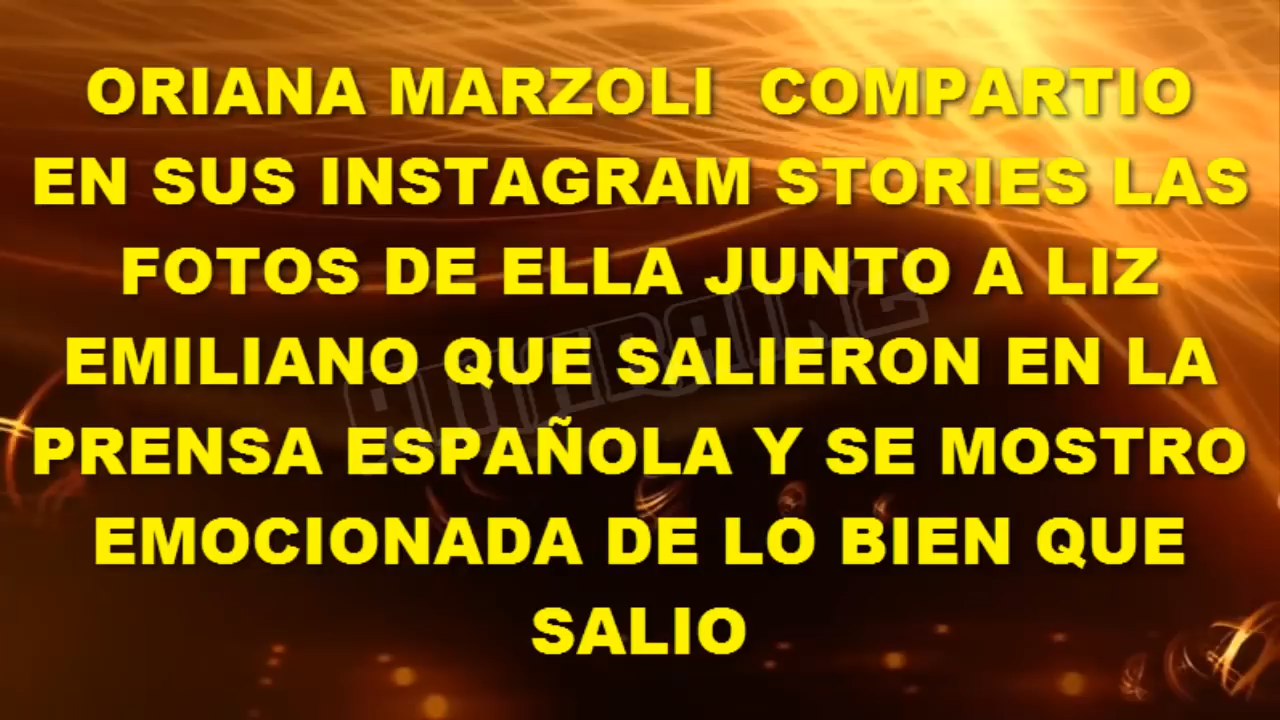 ORIANA MARZOLI COMPARTIO
EN SUS INSTAGRAM STORIES LAS
FOTOS DE ELLA JUNTO A LIZ
EMILIANO QUE SALIERON EN LA
PRENSA ESPAÑOLA Y SE MOSTRO
EMOCIONADA DE LO BIEN QUE
SALIO